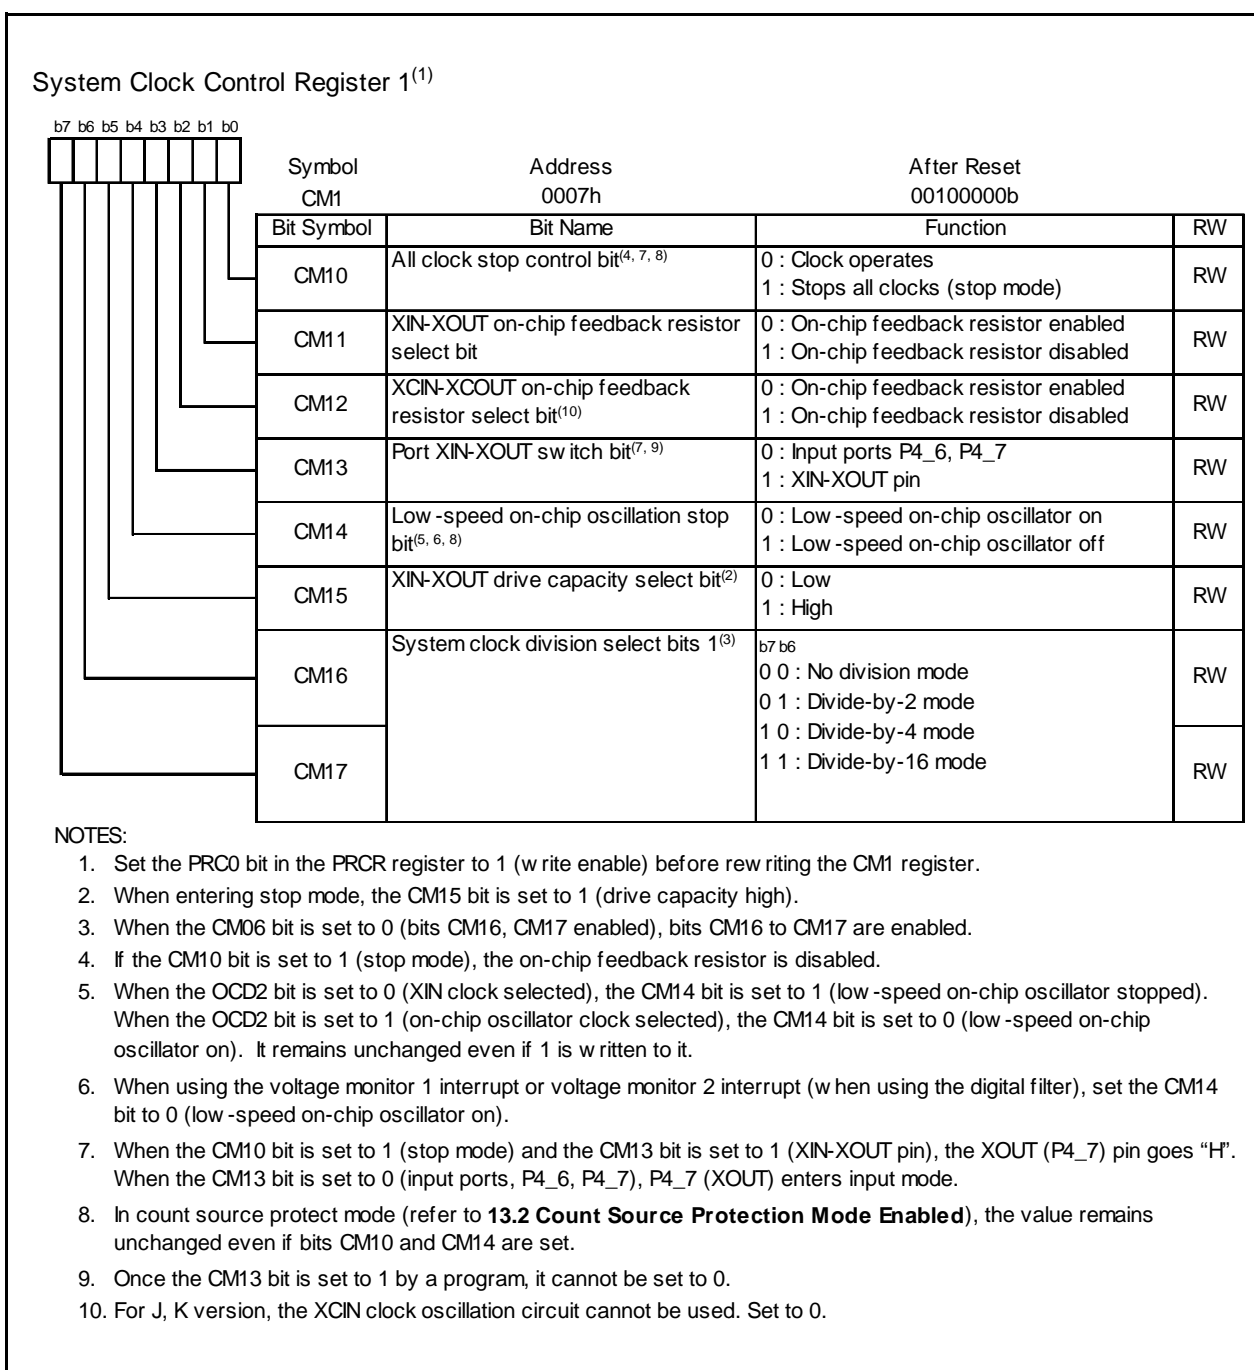 System Clock Control Register 1(1)
b7 b6 b5 b4 b3 b2 b1 b0
Symbol Address After Reset
CM1 0007h 00100000b
Bit Symbol Bit Name Function RW
CM10 All clock stop control bit(4, 7, 8) 0 : Clock operates RW
1 : Stops all clocks (stop mode)
CM11 XIN-XOUT on-chip feedback resistor 0 : On-chip feedback resistor enabled RW
select bit 1 : On-chip feedback resistor disabled
CM12 XCIN-XCOUT on-chip feedback 0 : On-chip feedback resistor enabled RW
resistor select bit(10) 1 : On-chip feedback resistor disabled
CM13 Port XIN-XOUT switch bit(7, 9) 0 : Input ports P4_6, P4_7 RW
1 : XIN-XOUT pin
CM14 Low-speed on-chip oscillation stop 0 : Low-speed on-chip oscillator on RW
bit(5, 6, 8) 1 : Low-speed on-chip oscillator off
CM15 XIN-XOUT drive capacity select bit(2) 0 : Low RW
1 : High
CM16 System clock division select bits 1(3) b7 b6 RW
0 0 : No division mode
0 1 : Divide-by-2 mode
CM17 1 0 : Divide-by-4 mode RW
1 1 : Divide-by-16 mode
NOTES:
1. Set the PRC0 bit in the PRCR register to 1 (write enable) before rewriting the CM1 register.
2. When entering stop mode, the CM15 bit is set to 1 (drive capacity high).
3. When the CM06 bit is set to 0 (bits CM16, CM17 enabled), bits CM16 to CM17 are enabled.
4. If the CM10 bit is set to 1 (stop mode), the on-chip feedback resistor is disabled.
5. When the OCD2 bit is set to 0 (XIN clock selected), the CM14 bit is set to 1 (low-speed on-chip oscillator stopped).
When the OCD2 bit is set to 1 (on-chip oscillator clock selected), the CM14 bit is set to 0 (low-speed on-chip
oscillator on). It remains unchanged even if 1 is written to it.
6. When using the voltage monitor 1 interrupt or voltage monitor 2 interrupt (when using the digital filter), set the CM14
bit to 0 (low-speed on-chip oscillator on).
7. When the CM10 bit is set to 1 (stop mode) and the CM13 bit is set to 1 (XIN-XOUT pin), the XOUT (P4_7) pin goes “H”.
When the CM13 bit is set to 0 (input ports, P4_6, P4_7), P4_7 (XOUT) enters input mode.
8. In count source protect mode (refer to 13.2 Count Source Protection Mode Enabled), the value remains
unchanged even if bits CM10 and CM14 are set.
9. Once the CM13 bit is set to 1 by a program, it cannot be set to 0.
10. For J, K version, the XCIN clock oscillation circuit cannot be used. Set to 0.